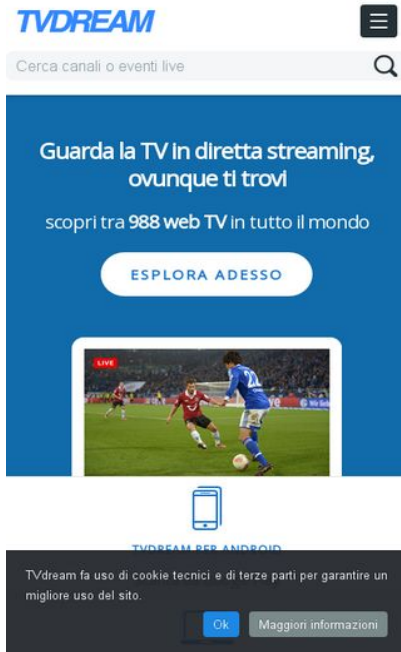 TVDREAM
Cerca canali o eventi live
Guarda la TV in diretta streaming,
ovunque ti trovi
scopri tra 988 web TV in tutto il mondo
ESPLORA ADESSO
LIVE
22
TVDREAM PER ANDROID
TVdream fa uso di cookie tecnici e di terze parti per garantire un
migliore uso del sito.
Ok
Maggiori informazioni